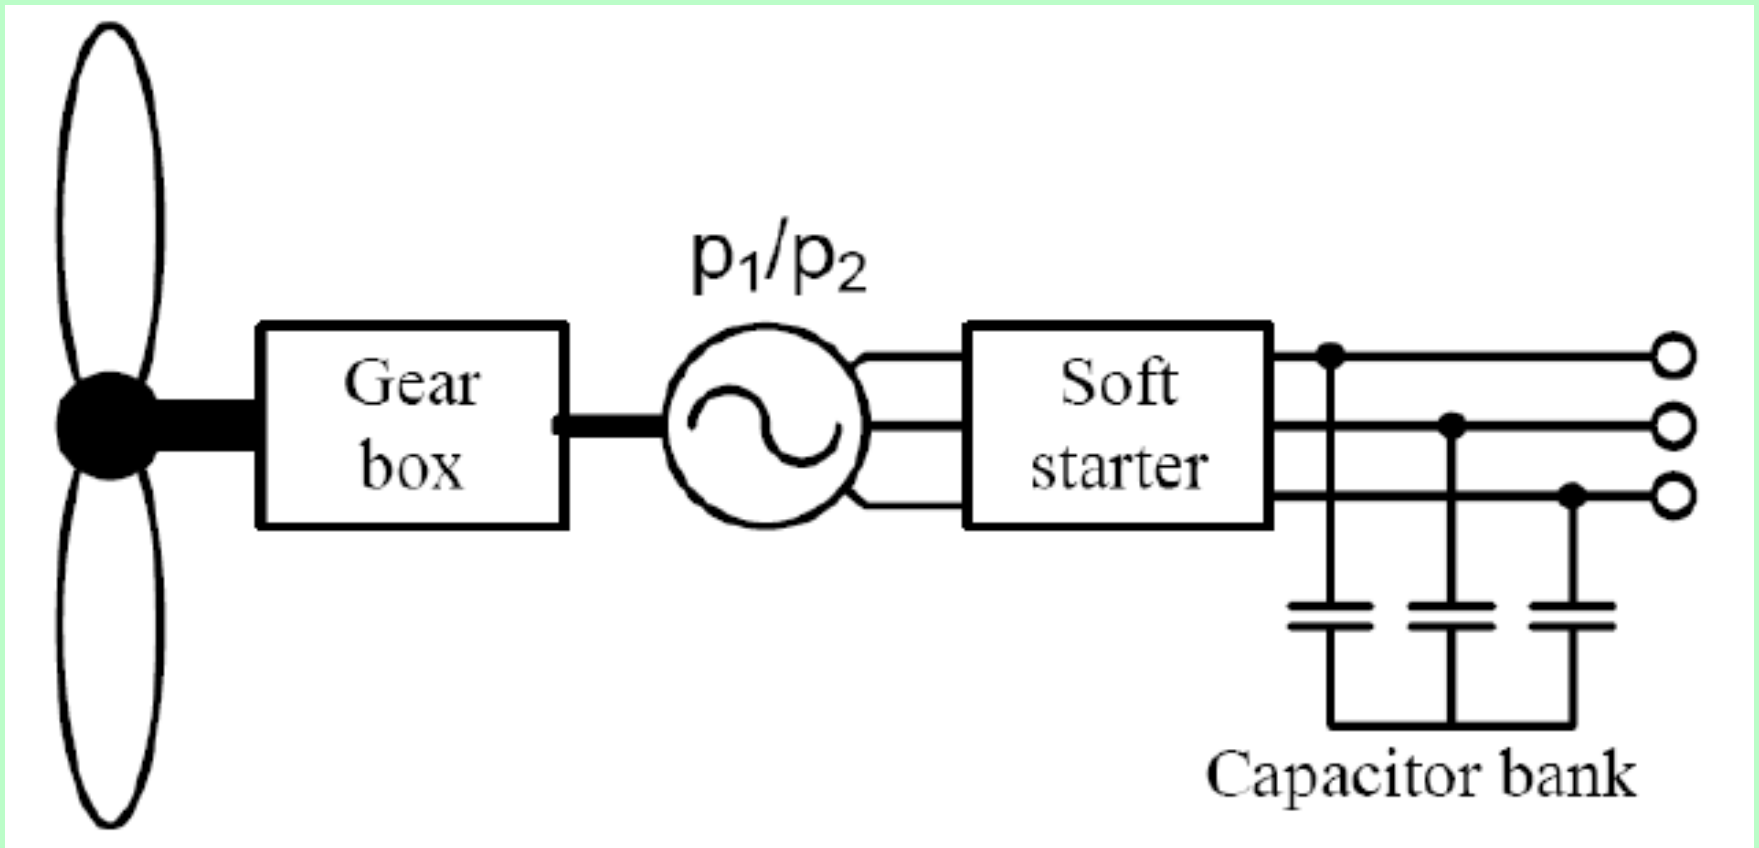 p₁/p₂
Gear
box
Soft
starter
Capacitor bank